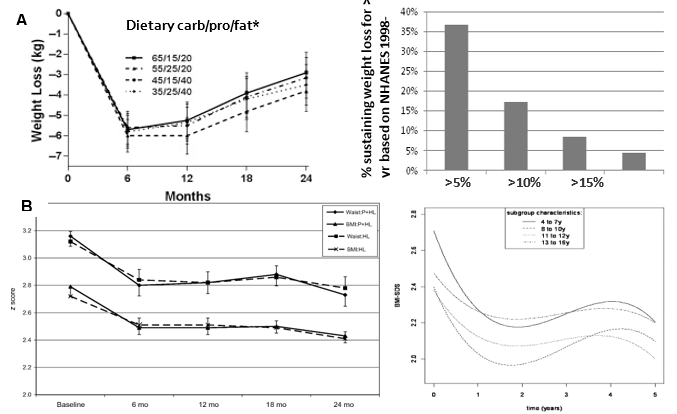 A
Dietary carb/pro/fat*
Weight Loss (kg)
0
−1
−2
−3
−4
−5
−6
−7
65/15/20
55/25/20
45/15/40
35/25/40
0
6
12
18
24
Months
% sustaining weight loss for >
yr based on NHANES 1998-
40%
35%
30%
25%
20%
15%
10%
5%
0%
>5%
>10%
>15%
B
z score
3.2
3.0
2.8
2.6
2.4
2.2
2.0
Waist:P+HL
BMI:P+HL
Waist:HL
BMI:HL
Baseline
6 mo
12 mo
18 mo
24 mo
BMI-SDS
2.8
2.6
2.4
2.2
2.0
subgroup characteristics:
4 to 7y
8 to 10y
11 to 12y
13 to 16y
0
1
2
3
4
5
time (years)